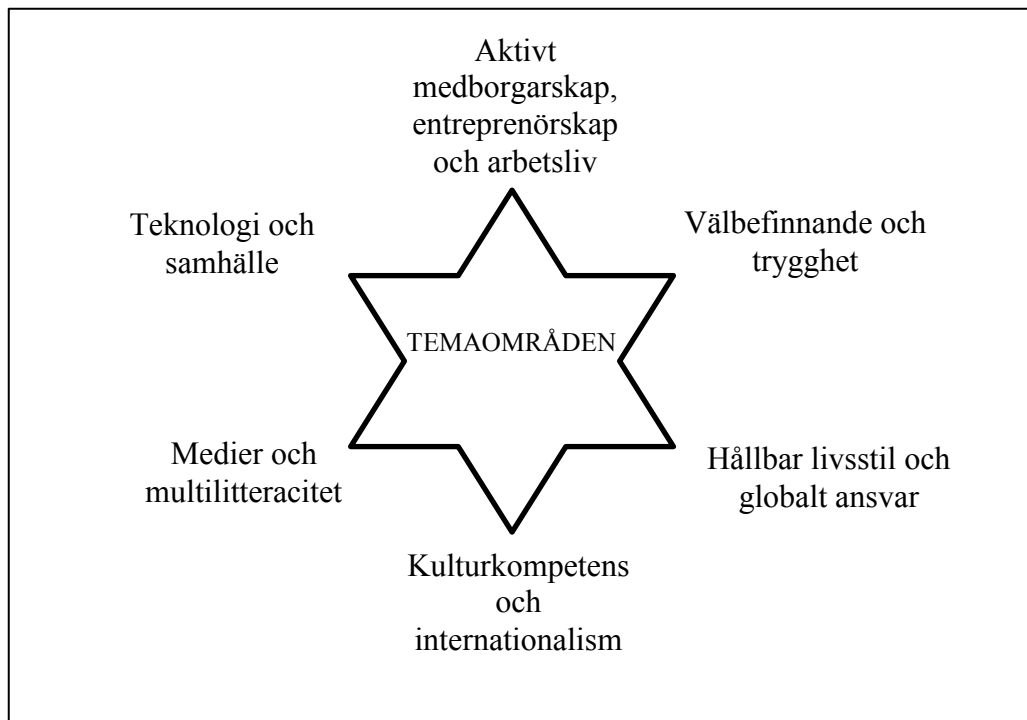 Aktivt
medborgarskap,
entreprenörskap
och arbetsliv
Teknologi och
samhälle
Välbefinnande och
trygghet
TEMAOMRÅDEN
Medier och
multilitteracitet
Hållbar livsstil och
globalt ansvar
Kulturkompetens
och
internationalism